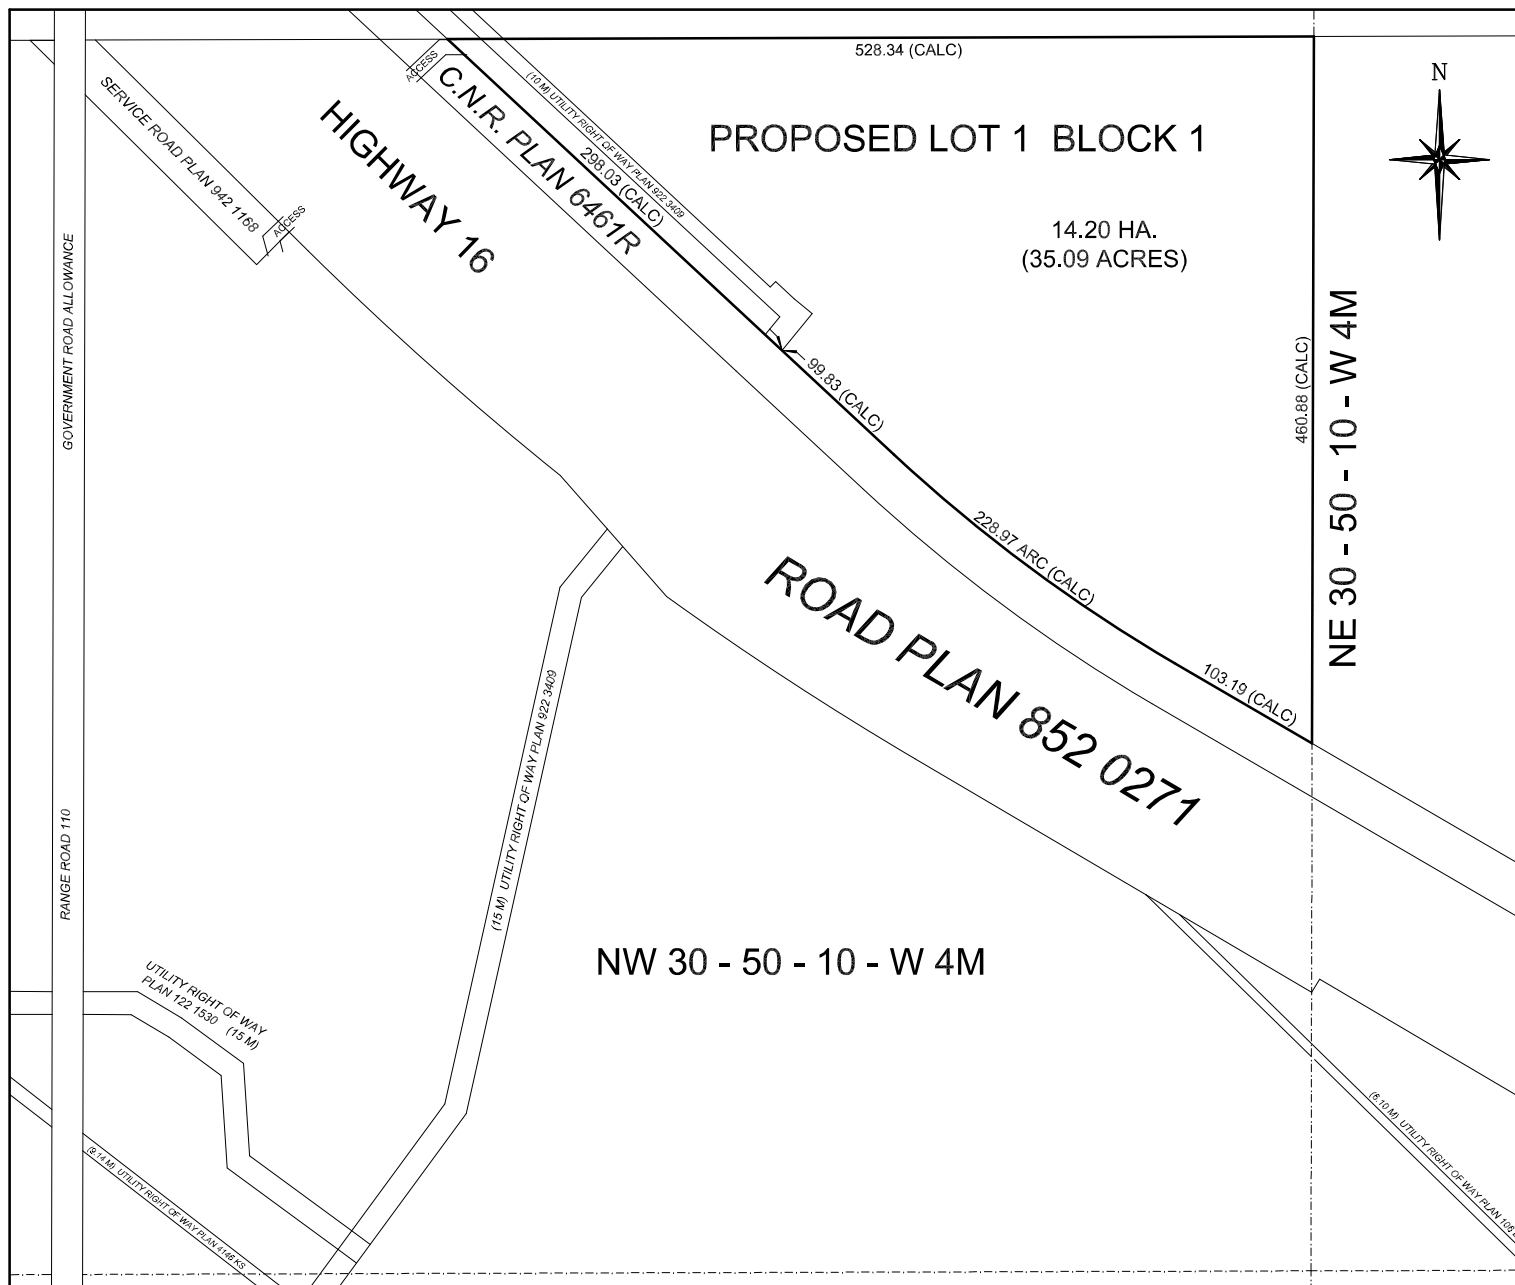 528.34 (CALC)
N
ACCESS
SERVICE ROAD PLAN 942 1168
HIGHWAY 16
C.N.R. PLAN 6461R
(10 M) UTILITY RIGHT OF WAY PLAN 922 3409
298.03 (CALC)
PROPOSED LOT 1 BLOCK 1
14.20 HA.
(35.09 ACRES)
ACCESS
GOVERNMENT ROAD ALLOWANCE
99.83 (CALC)
460.88 (CALC)
NE 30 - 50 - 10 - W 4M
228.97 ARC (CALC)
ROAD PLAN 852 0271
103.19 (CALC)
(15 M) UTILITY RIGHT OF WAY PLAN 922 3409
RANGE ROAD 110
NW 30 - 50 - 10 - W 4M
UTILITY RIGHT OF WAY
PLAN 122 1530 (15 M)
(9.14 M) UTILITY RIGHT OF WAY PLAN 4146 KS
(6.10 M) UTILITY RIGHT OF WAY PLAN